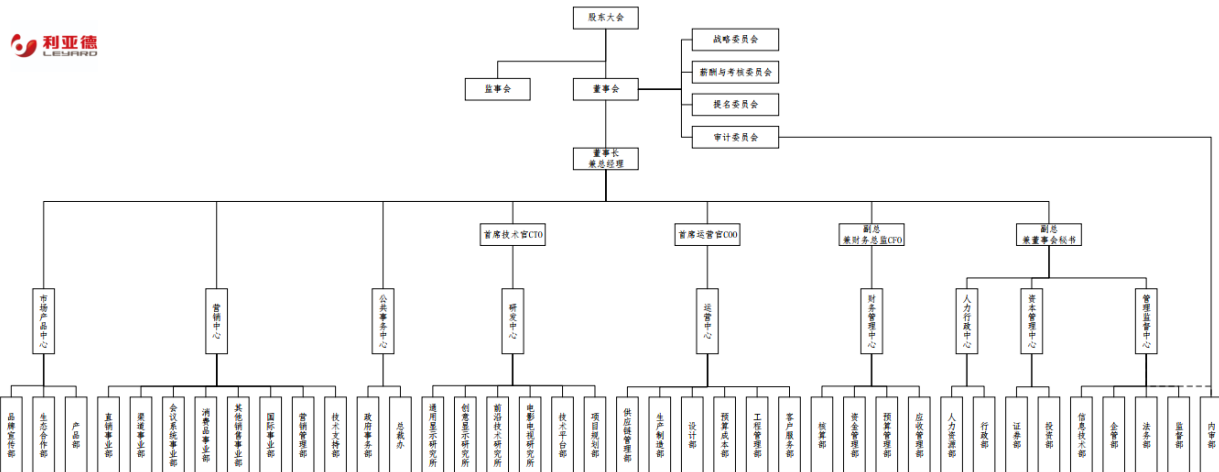 股东大会
利亚德
LEYARD
战略委员会
薪酬与考核委员会
监事会
董事会
提名委员会
审计委员会
董事长
兼总经理
首席技术官CTO
首席运营官COO
副总
兼财务总监CFO
副总
兼董事会秘书
市场产品中心
营销中心
公共事务中心
研发中心
运营中心
财务管理中心
人力行政中心
资本管理中心
管理监督中心
品牌宣传部
生态合作部
产品部
直销事业部
渠道事业部
会议系统事业部
消费品事业部
其他销售事业部
国际事业部
营销管理部
技术支持部
政府事务部
总裁办
通用显示研究所
创意显示研究所
前沿技术研究所
电影电视研究所
技术平台部
项目规划部
供应链管理部
生产制造部
设计部
预算成本部
工程管理部
客户服务部
核算部
资金管理部
预算管理部
应收管理部
人力资源部
行政部
证券部
投资部
信息技术部
企管部
法务部
监督部
内审部